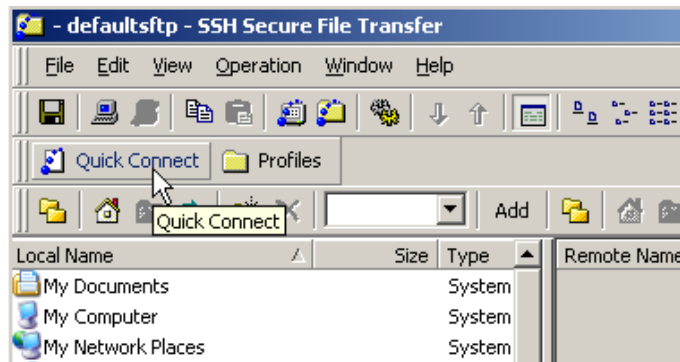 - defaultsftp - SSH Secure File Transfer
File Edit View Operation Window Help
Quick Connect Profiles
Add
Quick Connect
Local Name Size Type Remote Name
My Documents System
My Computer System
My Network Places System